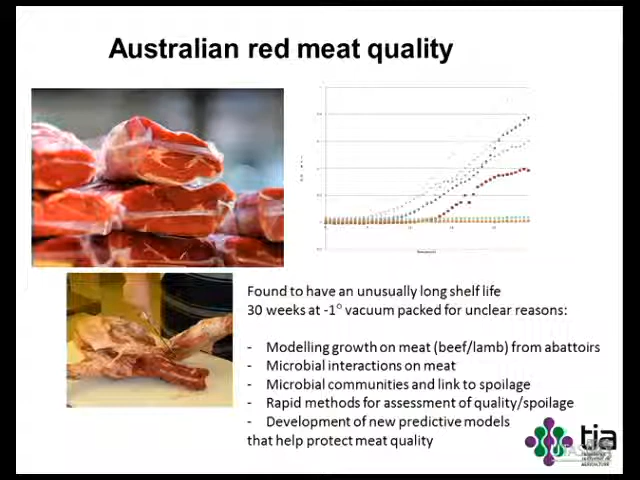 Australian red meat quality
Found to have an unusually long shelf life
30 weeks at -1° vacuum packed for unclear reasons:
- Modelling growth on meat (beef/lamb) from abattoirs
- Microbial interactions on meat
- Microbial communities and link to spoilage
- Rapid methods for assessment of quality/spoilage
- Development of new predictive models
that help protect meat quality
tia